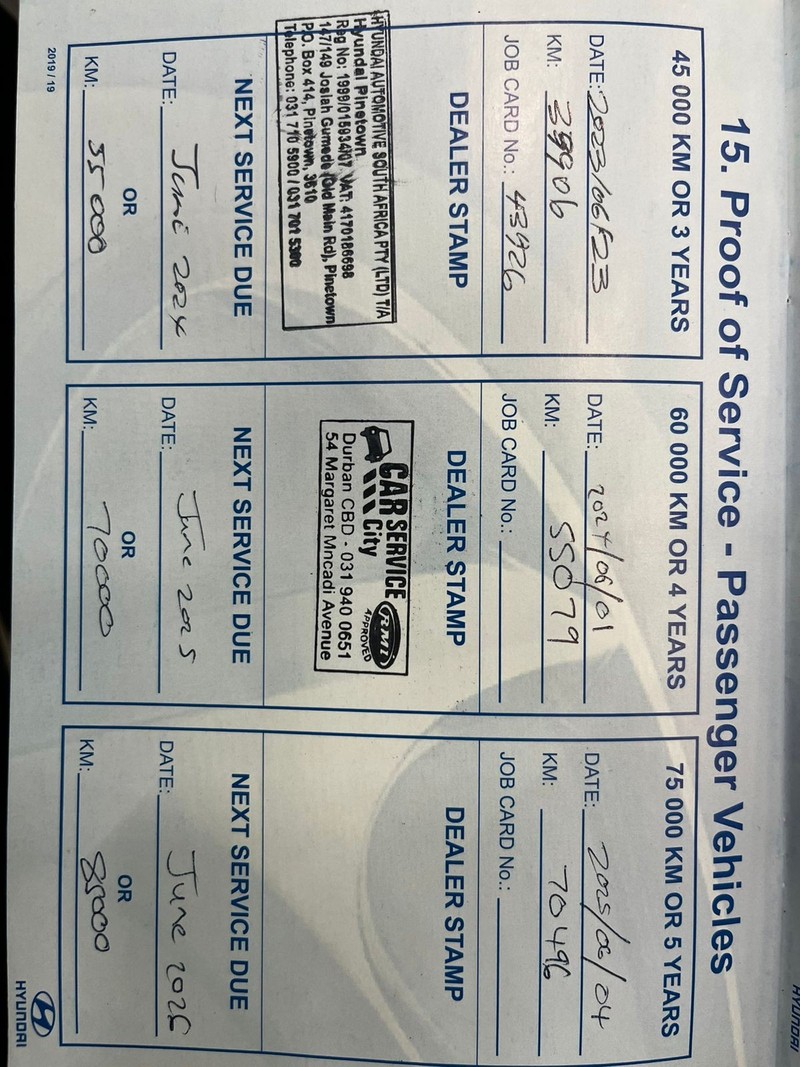 15. Proof of Service - Passenger Vehicles
45 000 KM OR 3 YEARS
DATE: 2023/06/23
KM: 39906
JOB CARD No.: 43926
DEALER STAMP
HYUNDAI AUTOMOTIVE SOUTH AFRICA PTY (LTD) T/A
Hyundai Pinetown
Reg No: 1999/015934/07 VAT: 4170186698
147/149 Josiah Gumede (Old Main Rd), Pinetown
PO. Box 414, Pinetown, 3610
Telephone: 031 710 5900 / 031 701 5300
NEXT SERVICE DUE
DATE: June 2024
OR
KM: 55000
60 000 KM OR 4 YEARS
DATE: 2024/06/01
KM: 55079
JOB CARD No.:
DEALER STAMP
CAR SERVICE
City
RMI
APPROVED
Durban CBD - 031 940 0651
54 Margaret Mncadi Avenue
NEXT SERVICE DUE
DATE: June 2025
OR
KM: 70000
75 000 KM OR 5 YEARS
DATE: 2025/06/04
KM: 70496
JOB CARD No.:
DEALER STAMP
NEXT SERVICE DUE
DATE: June 2026
OR
KM: 85000
2019 / 19
HYUNDAI
HYUNDAI